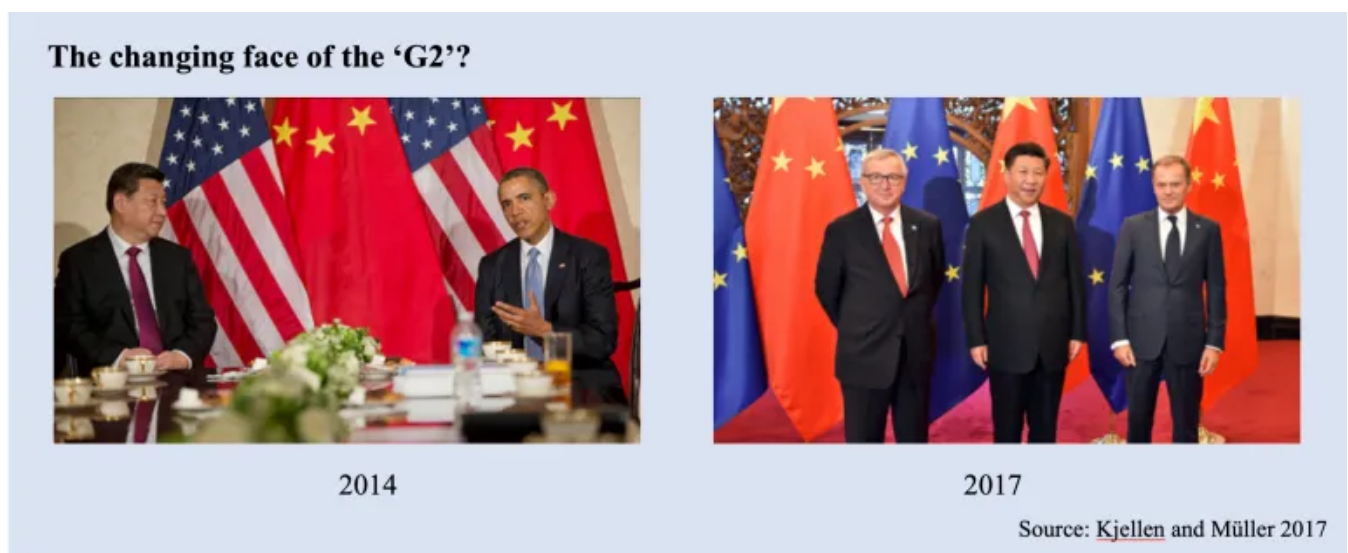 The changing face of the ‘G2’?
2014
2017
Source: Kjellen and Müller 2017